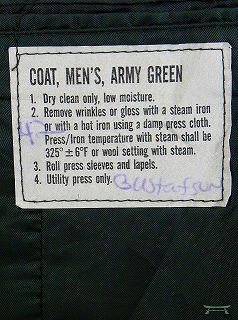 COAT, MEN'S, ARMY GREEN
1. Dry clean only, low moisture.
2. Remove wrinkles or gloss with a steam iron
or with a hot iron using a damp press cloth.
Press/Iron temperature with steam shall be
325° ± 6°F or wool setting with steam.
3. Roll press sleeves and lapels.
4. Utility press only.